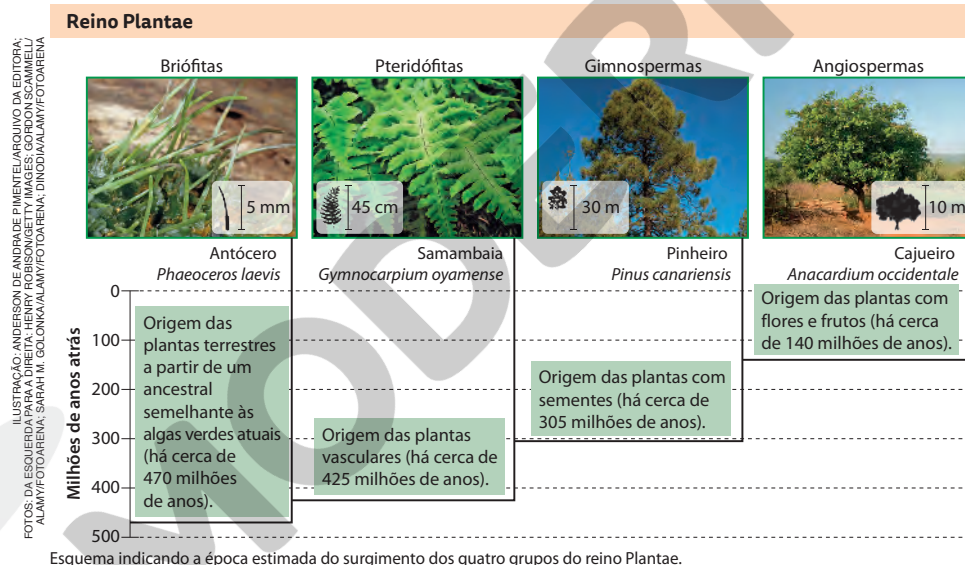 Reino Plantae
ILUSTRAÇÃO: ANDERSON DE ANDRADE PIMENTEL/ARQUIVO DA EDITORA;
FOTOS: DA ESQUERDA PARA A DIREITA: HENRY ROBISON/GETTY IMAGES; GORDON SCAMMELL/
ALAMY/FOTOARENA; SARAH M. GOLONKA/ALAMY/FOTOARENA; DINODIA/ALAMY/FOTOARENA
Briófitas
Pteridófitas
Gimnospermas
Angiospermas
5 mm
45 cm
30 m
10 m
Antócero
Phaeoceros laevis
Samambaia
Gymnocarpium oyamense
Pinheiro
Pinus canariensis
Cajueiro
Anacardium occidentale
Milhões de anos atrás
0
100
200
300
400
500
Origem das
plantas terrestres
a partir de um
ancestral
semelhante às
algas verdes atuais
(há cerca de
470 milhões
de anos).
Origem das plantas
vasculares (há cerca de
425 milhões de anos).
Origem das plantas com
sementes (há cerca de
305 milhões de anos).
Origem das plantas com
flores e frutos (há cerca
de 140 milhões de anos).
MODER
Esquema indicando a época estimada do surgimento dos quatro grupos do reino Plantae.